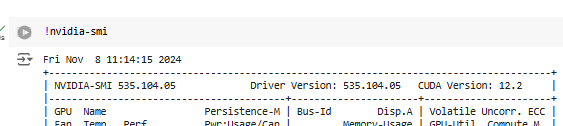 !nvidia-smi
Fri Nov  8 11:14:15 2024
+---------------------------------------------------------------------------------------+
| NVIDIA-SMI 535.104.05             Driver Version: 535.104.05   CUDA Version: 12.2     |
|-----------------------------------------+----------------------+----------------------+
| GPU  Name                 Persistence-M | Bus-Id        Disp.A | Volatile Uncorr. ECC |
| Fan  Temp   Perf          Pwr:Usage/Cap |         Memory-Usage | GPU-Util  Compute M. |